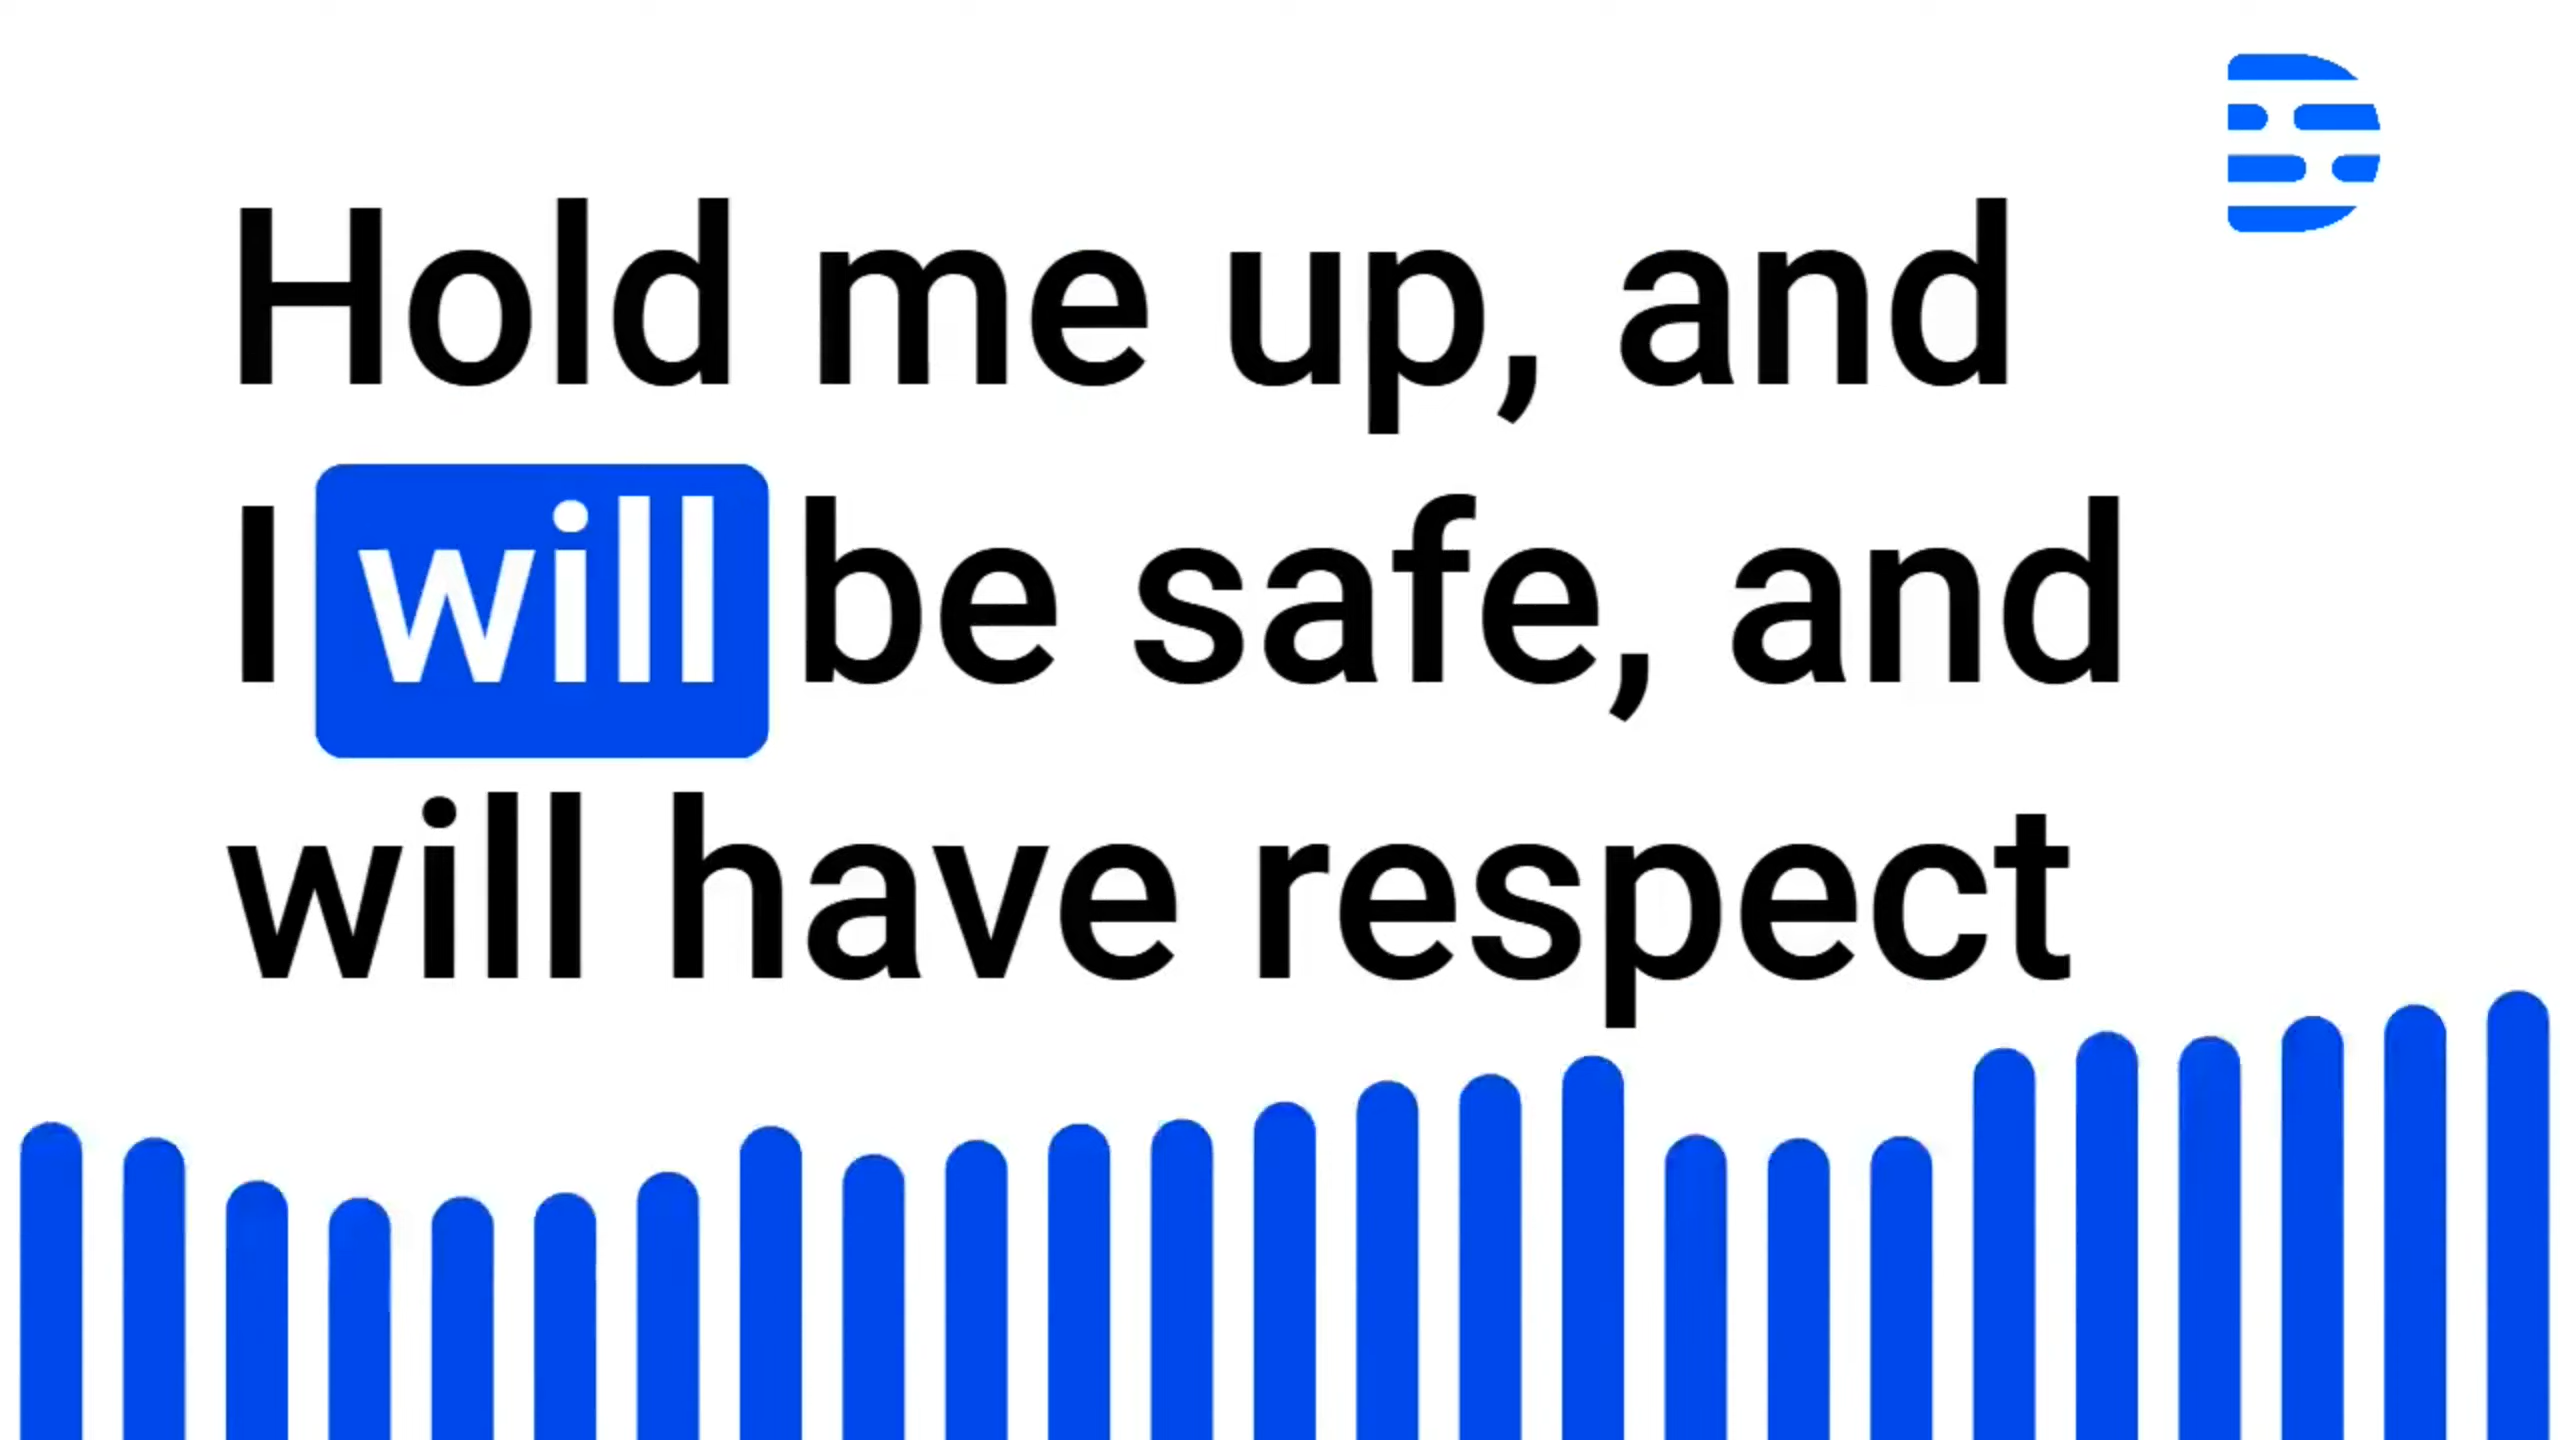 Hold me up, and
I will be safe, and
will have respect